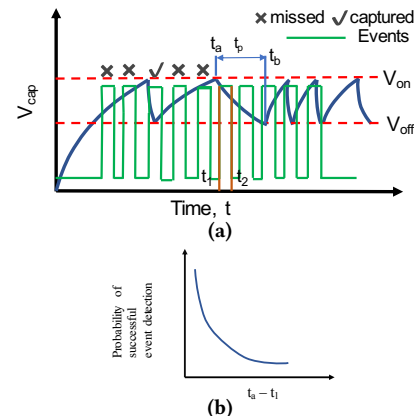 ✖ missed ✓ captured
Events
✖ ✖ ✓ ✖ ✖
t_a t_p t_b
V_on
V_cap
V_off
t_1 t_2
Time, t
(a)
Probability of
successful
event detection
t_a – t_1
(b)